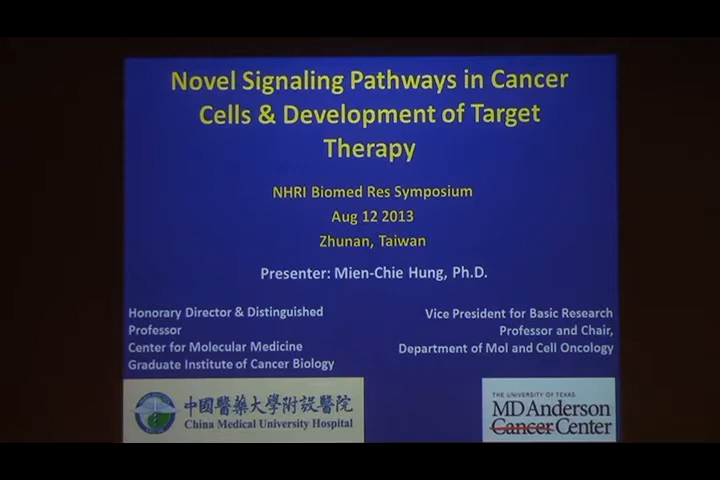 Novel Signaling Pathways in Cancer
Cells & Development of Target
Therapy
NHRI Biomed Res Symposium
Aug 12 2013
Zhunan, Taiwan
Presenter: Mien-Chie Hung, Ph.D.
Honorary Director & Distinguished
Professor
Center for Molecular Medicine
Graduate Institute of Cancer Biology
Vice President for Basic Research
Professor and Chair,
Department of Mol and Cell Oncology
中國醫藥大學附設醫院
China Medical University Hospital
THE UNIVERSITY OF TEXAS
MD Anderson
Cancer Center